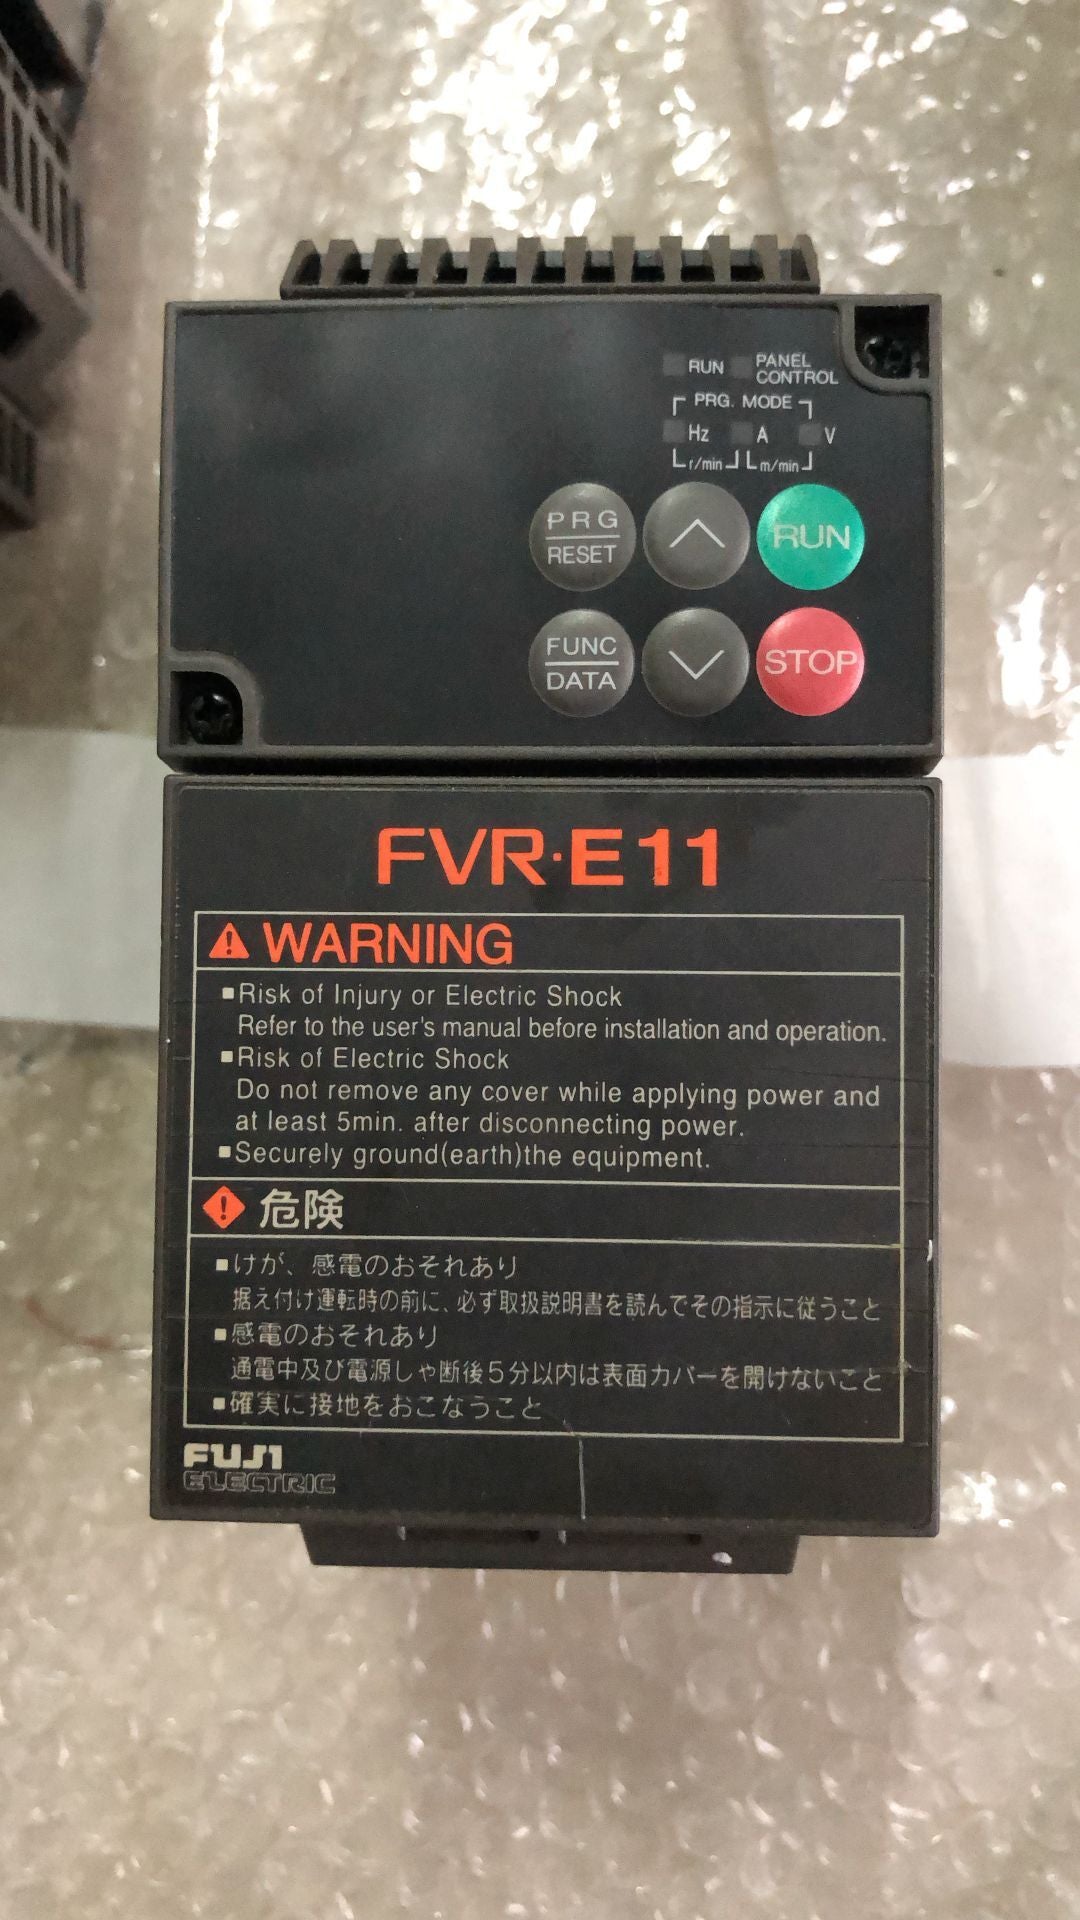 RUN PANEL CONTROL
PRG. MODE
Hz A V
r/min m/min
PRG RESET
RUN
FUNC DATA
STOP
FVR·E11
WARNING
■Risk of Injury or Electric Shock
Refer to the user's manual before installation and operation.
■Risk of Electric Shock
Do not remove any cover while applying power and
at least 5min. after disconnecting power.
■Securely ground(earth)the equipment.
危険
■けが、感電のおそれあり
据え付け運転時の前に、必ず取扱説明書を読んでその指示に従うこと
■感電のおそれあり
通電中及び電源しゃ断後5分以内は表面カバーを開けないこと
■確実に接地をおこなうこと
FUJI
ELECTRIC